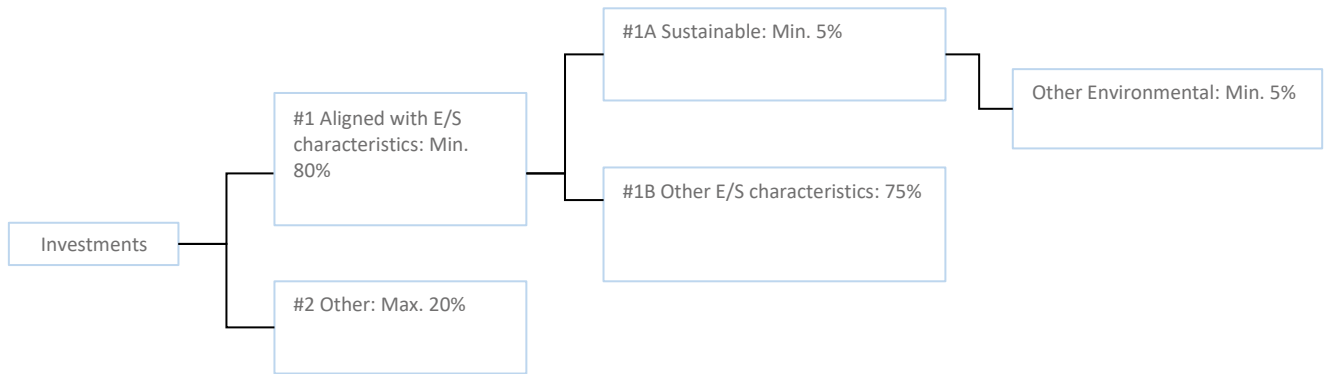 #1A Sustainable: Min. 5%
Other Environmental: Min. 5%
#1 Aligned with E/S
characteristics: Min.
80%
#1B Other E/S characteristics: 75%
Investments
#2 Other: Max. 20%